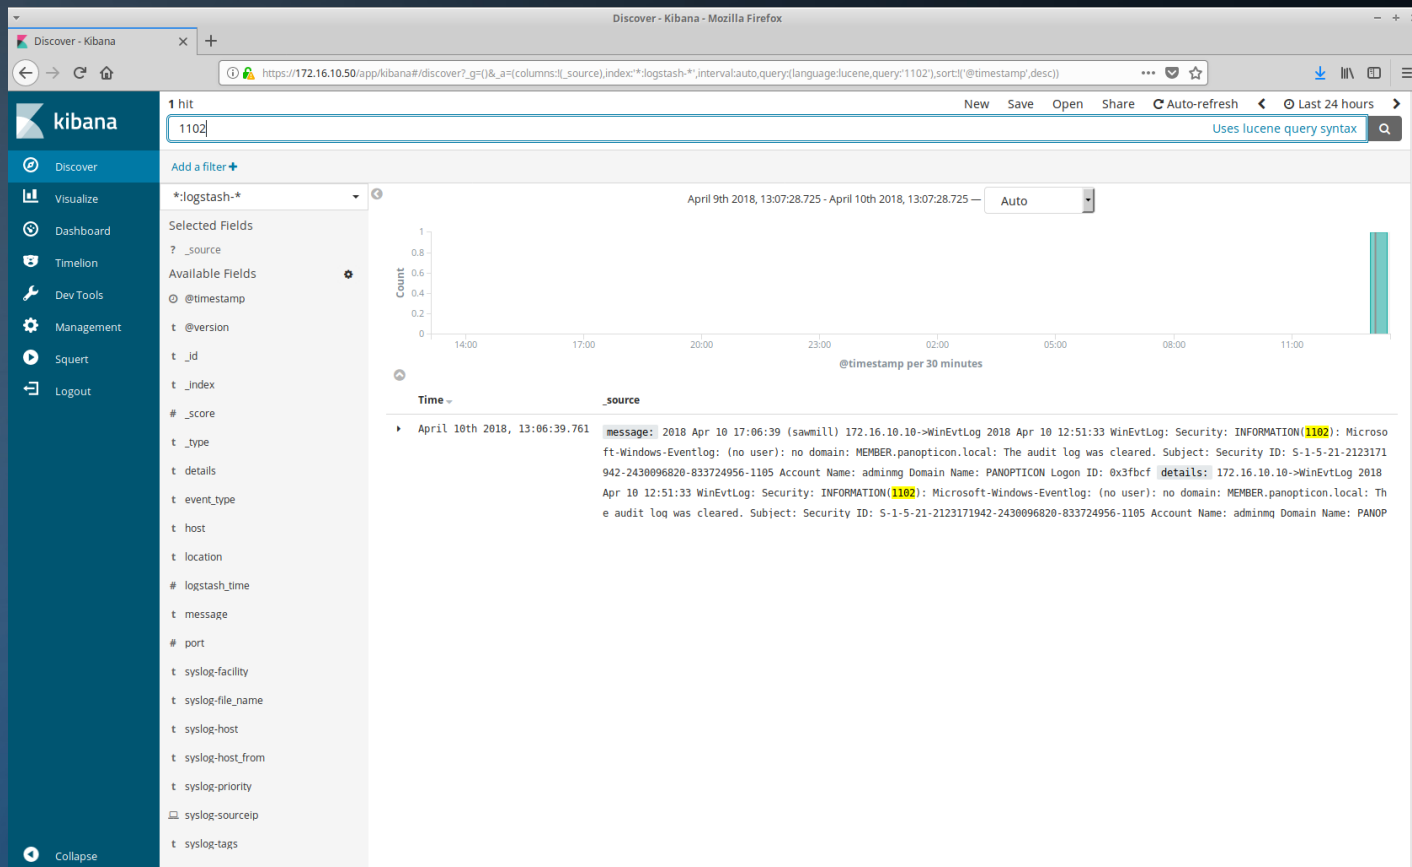 Discover - Kibana - Mozilla Firefox
Discover - Kibana
https://172.16.10.50/app/kibana#/discover?_g=()&_a=(columns:!(_source),index:'*:logstash-*',interval:auto,query:(language:lucene,query:'1102'),sort:!('@timestamp',desc))
kibana
Discover
Visualize
Dashboard
Timelion
Dev Tools
Management
Squert
Logout
Collapse
1 hit
New Save Open Share Auto-refresh Last 24 hours
1102
Uses lucene query syntax
Add a filter +
*:logstash-*
Selected Fields
? _source
Available Fields
@timestamp
t @version
t _id
t _index
# _score
t _type
t details
t event_type
t host
t location
# logstash_time
t message
# port
t syslog-facility
t syslog-file_name
t syslog-host
t syslog-host_from
t syslog-priority
syslog-sourceip
t syslog-tags
April 9th 2018, 13:07:28.725 - April 10th 2018, 13:07:28.725 — Auto
Count
1
0.8
0.6
0.4
0.2
0
14:00 17:00 20:00 23:00 02:00 05:00 08:00 11:00
@timestamp per 30 minutes
Time _source
April 10th 2018, 13:06:39.761
message: 2018 Apr 10 17:06:39 (sawmill) 172.16.10.10->WinEvtLog 2018 Apr 10 12:51:33 WinEvtLog: Security: INFORMATION(1102): Microso
ft-Windows-Eventlog: (no user): no domain: MEMBER.panopticon.local: The audit log was cleared. Subject: Security ID: S-1-5-21-2123171
942-2430096820-833724956-1105 Account Name: adminmg Domain Name: PANOPTICON Logon ID: 0x3fbcf details: 172.16.10.10->WinEvtLog 2018
Apr 10 12:51:33 WinEvtLog: Security: INFORMATION(1102): Microsoft-Windows-Eventlog: (no user): no domain: MEMBER.panopticon.local: Th
e audit log was cleared. Subject: Security ID: S-1-5-21-2123171942-2430096820-833724956-1105 Account Name: adminmg Domain Name: PANOP